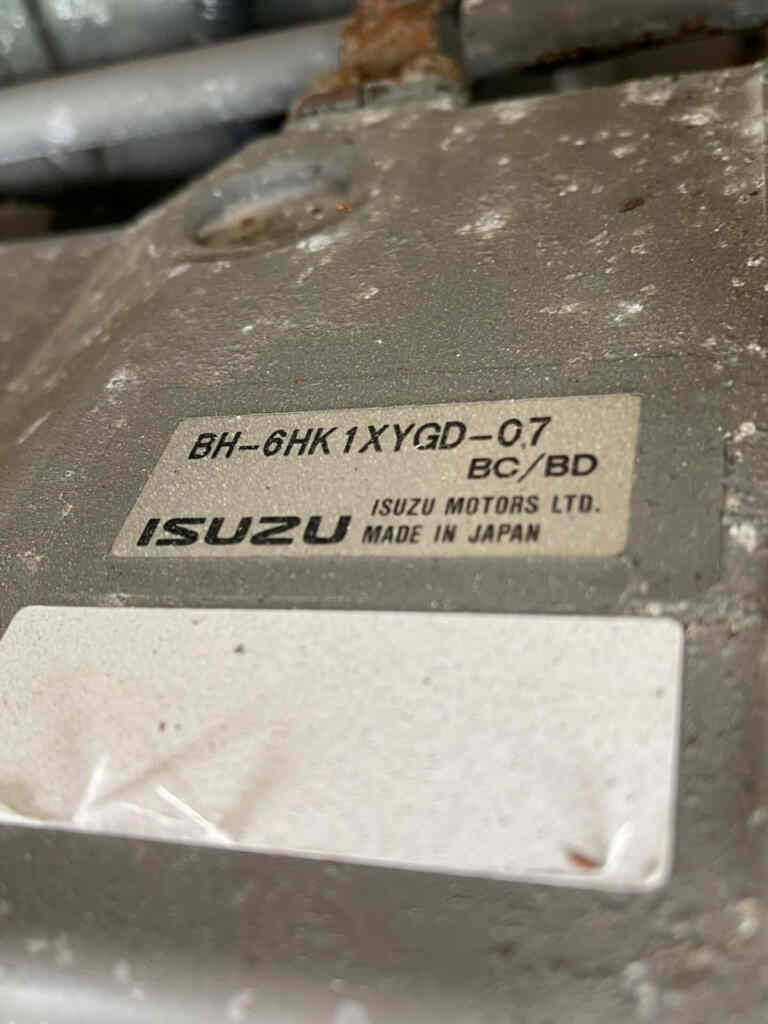 BH-6HK1XYGD-07
BC/BD
ISUZU MOTORS LTD.
ISUZU MADE IN JAPAN